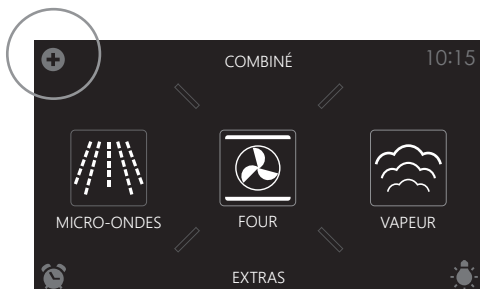 COMBINÉ
10:15
MICRO-ONDES
FOUR
VAPEUR
EXTRAS